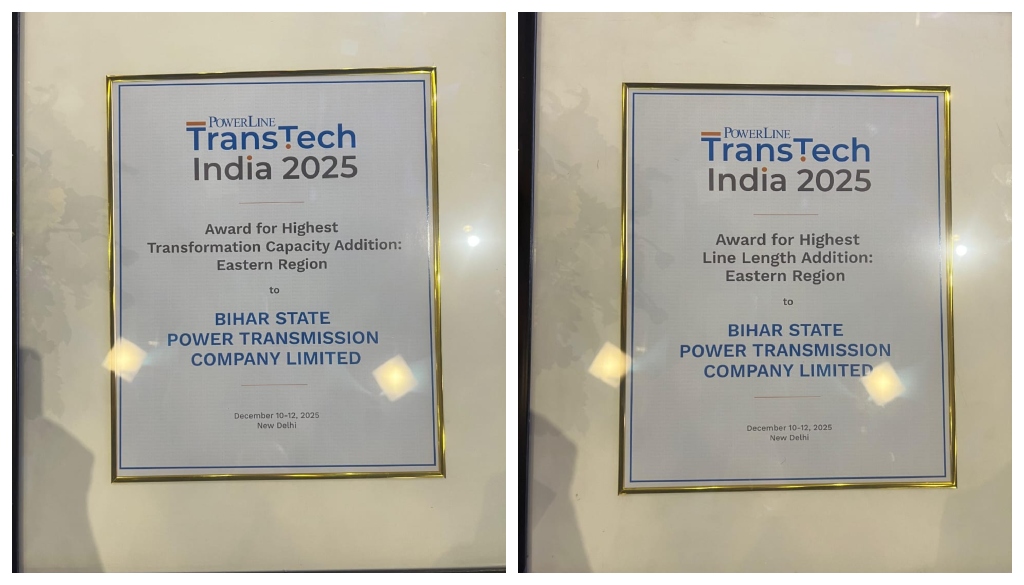 POWERLINE
TransTech
India 2025
Award for Highest
Transformation Capacity Addition:
Eastern Region
to
BIHAR STATE
POWER TRANSMISSION
COMPANY LIMITED
December 10-12, 2025
New Delhi
POWERLINE
TransTech
India 2025
Award for Highest
Line Length Addition:
Eastern Region
to
BIHAR STATE
POWER TRANSMISSION
COMPANY LIMITED
December 10-12, 2025
New Delhi